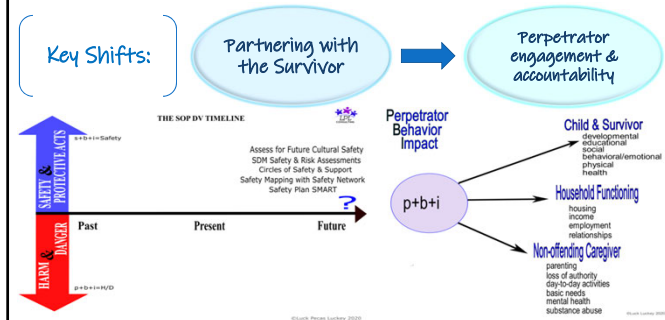 Key Shifts:
Partnering with
the Survivor
Perpetrator
engagement &
accountability
THE SOP DV TIMELINE
SAFETY &
PROTECTIVE ACTS
s+b+i=Safety
Assess for Future Cultural Safety
SDM Safety & Risk Assessments
Circles of Safety & Support
Safety Mapping with Safety Network
Safety Plan SMART
?
Past
Present
Future
HARM &
DANGER
p+b+i=H/D
©Luck Pecas Luckey 2020
Perpetrator
Behavior
Impact
p+b+i
Child & Survivor
developmental
educational
social
behavioral/emotional
physical
health
Household Functioning
housing
income
employment
relationships
Non-offending Caregiver
parenting
loss of authority
day-to-day activities
basic needs
mental health
substance abuse